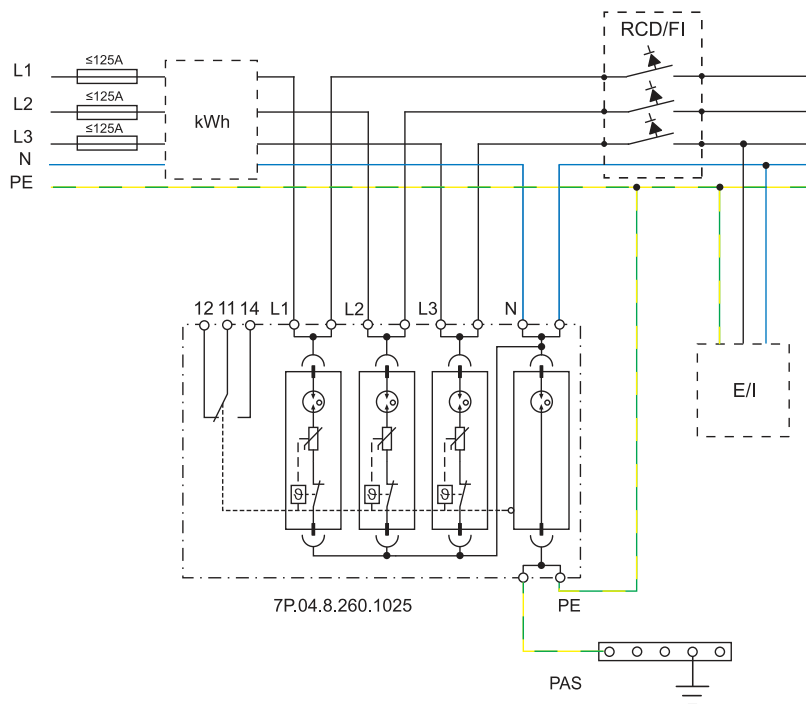 RCD/FI
≤125A
L1
≤125A
L2
kWh
≤125A
L3
N
PE
12 11 14 L1 L2 L3 N
E/I
ϑ ϑ ϑ
7P.04.8.260.1025
PE
PAS